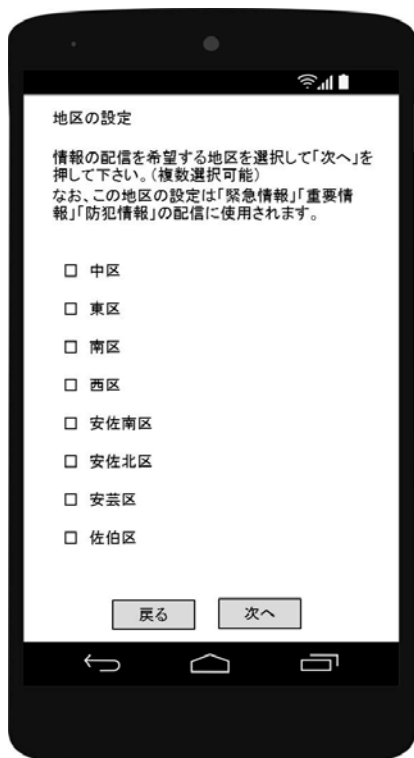 地区の設定
情報の配信を希望する地区を選択して「次へ」を
押して下さい。（複数選択可能）
なお、この地区の設定は「緊急情報」「重要情
報」「防犯情報」の配信に使用されます。
中区
東区
南区
西区
安佐南区
安佐北区
安芸区
佐伯区
戻る 次へ